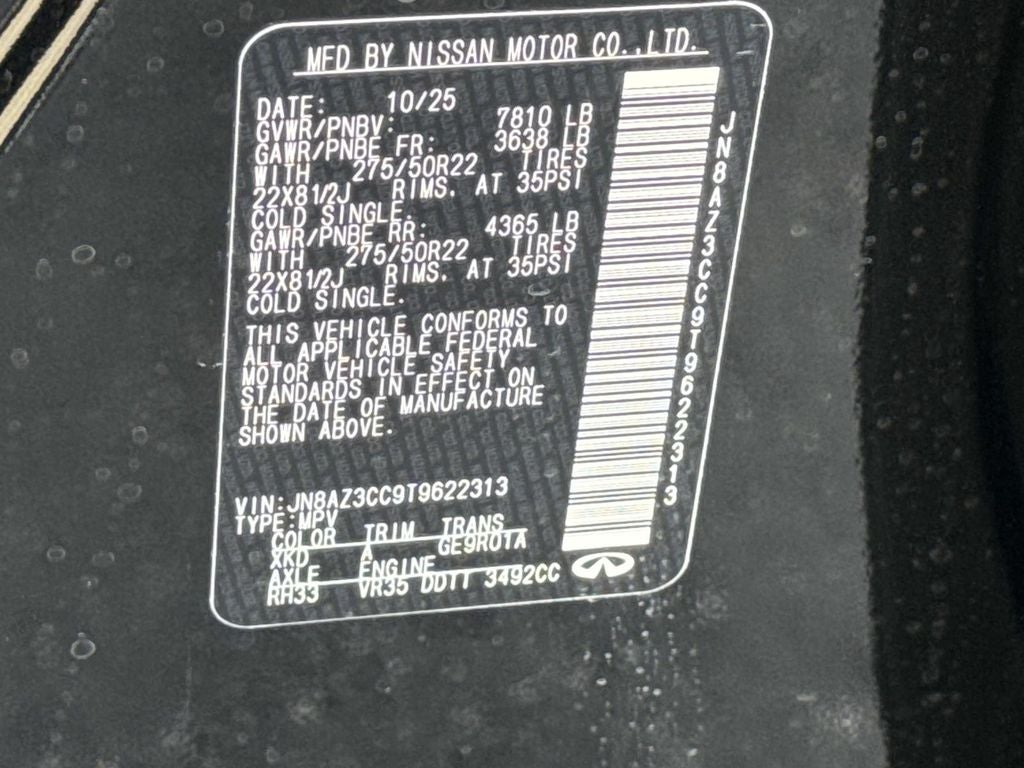 MFD BY NISSAN MOTOR CO.,LTD.
DATE: 10/25
GVWR/PNBV: 7810 LB
GAWR/PNBE FR: 3638 LB
WITH 275/50R22 TIRES
22X81/2J RIMS, AT 35PSI
COLD SINGLE.
GAWR/PNBE RR: 4365 LB
WITH 275/50R22 TIRES
22X81/2J RIMS, AT 35PSI
COLD SINGLE.
THIS VEHICLE CONFORMS TO
ALL APPLICABLE FEDERAL
MOTOR VEHICLE SAFETY
STANDARDS IN EFFECT ON
THE DATE OF MANUFACTURE
SHOWN ABOVE.
VIN:JN8AZ3CC9T9622313
TYPE:MPV
COLOR TRIM TRANS
XKD A GE9R01A
AXLE ENGINE
RH33 VR35 DDTT 3492CC
JN8AZ3CC9T9622313